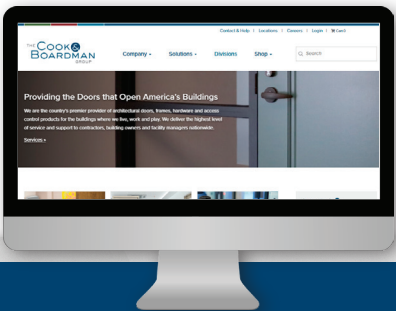 Contact & Help | Locations | Careers | Login | Cart
THE COOK &
BOARDMAN
GROUP
Company Solutions Divisions Shop
Search
Providing the Doors that Open America's Buildings
We are the country's premier provider of architectural doors, frames, hardware and access
control products for the buildings where we live, work and play. We deliver the highest level
of service and support to contractors, building owners and facility managers nationwide.
Services >